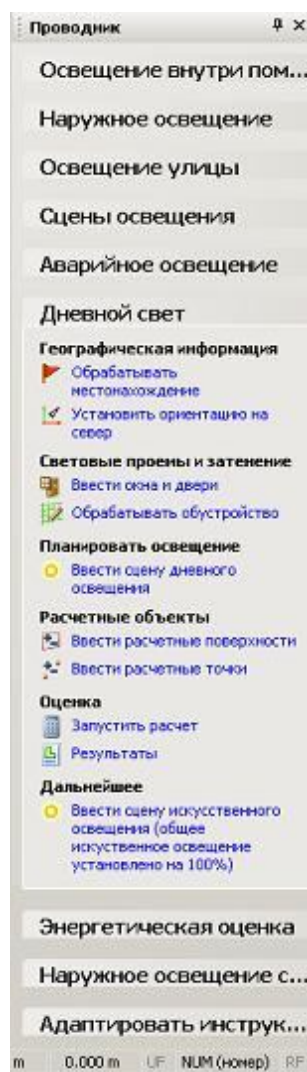 Проводник
Освещение внутри пом...
Наружное освещение
Освещение улицы
Сцены освещения
Аварийное освещение
Дневной свет
Географическая информация
Обрабатывать
местонахождение
Установить ориентацию на
север
Световые проемы и затенение
Ввести окна и двери
Обрабатывать обустройство
Планировать освещение
Ввести сцену дневного
освещения
Расчетные объекты
Ввести расчетные поверхности
Ввести расчетные точки
Оценка
Запустить расчет
Результаты
Дальнейшее
Ввести сцену искусственного
освещения (общее
искуственное освещение
установлено на 100%)
Энергетическая оценка
Наружное освещение с...
Адаптировать инструк...
m 0.000 m UF NUM (номер) RF